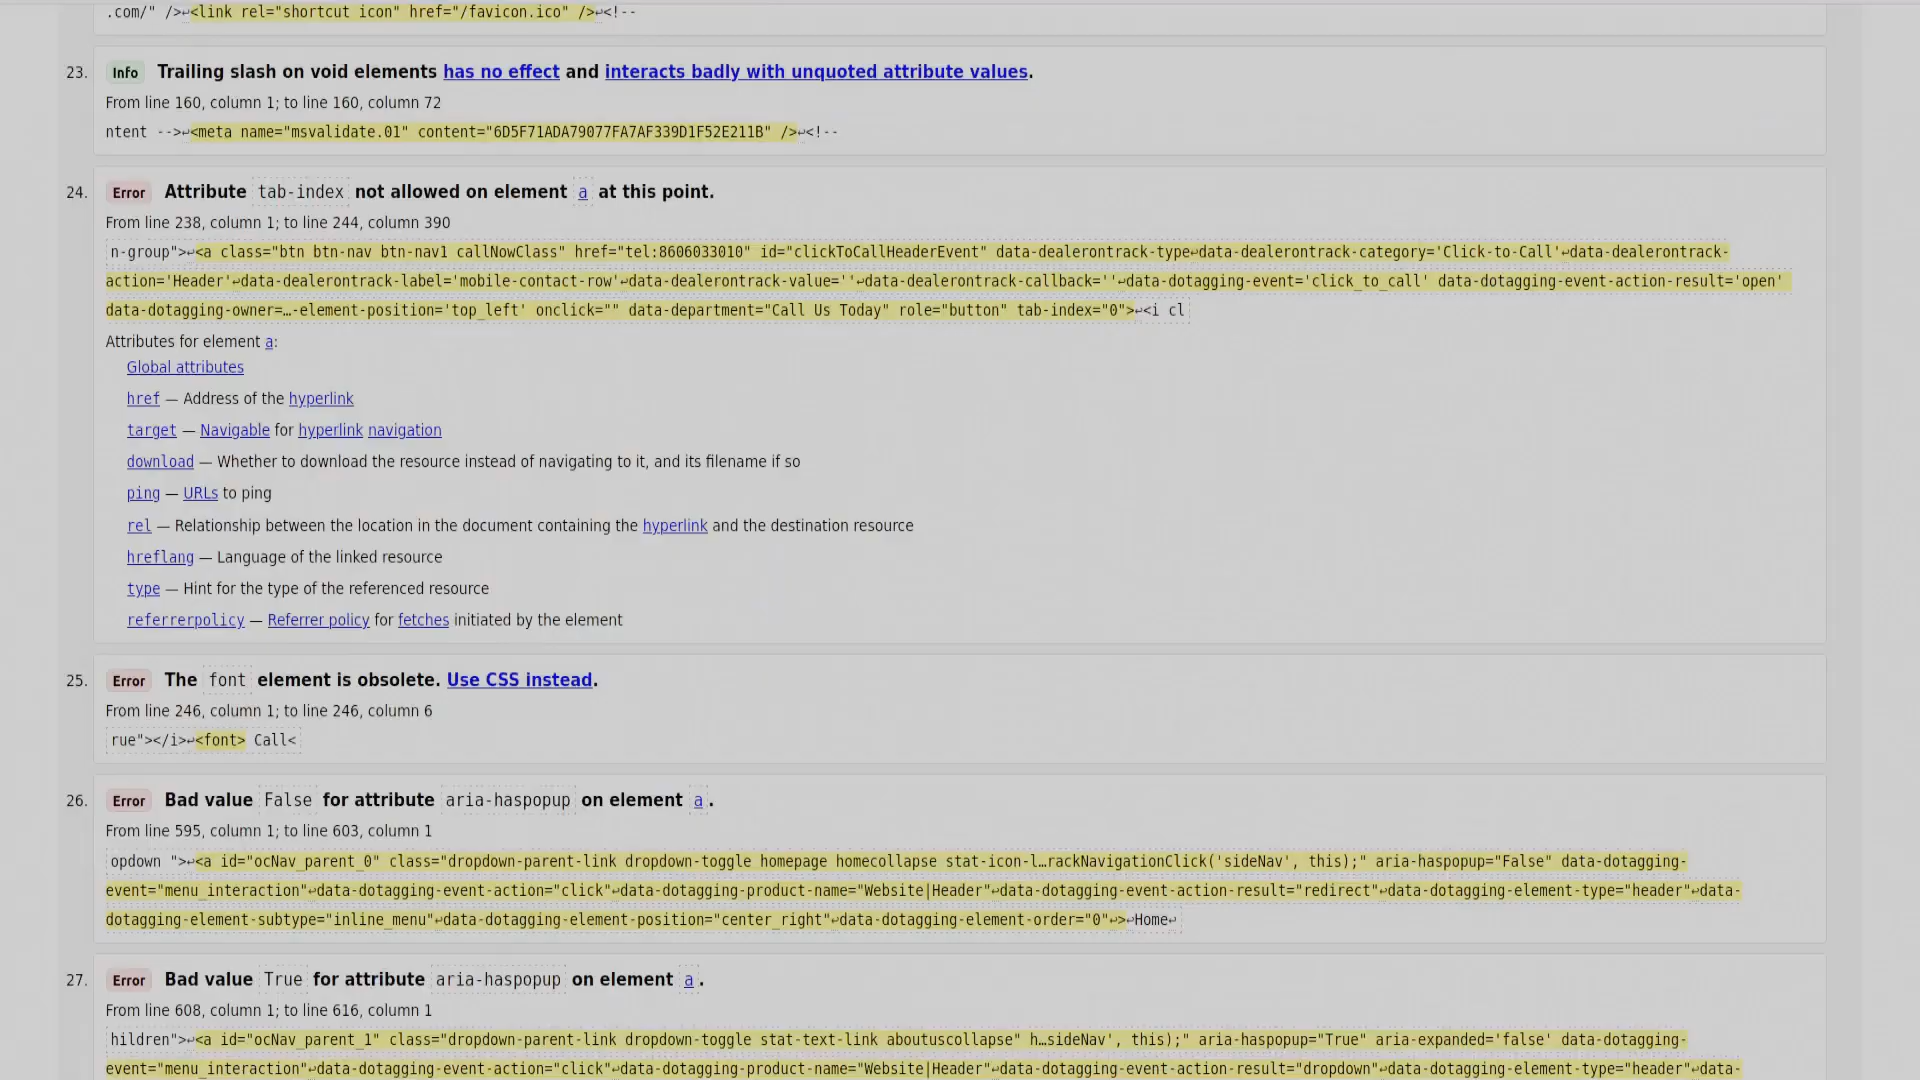 .com/" />↩<link rel="shortcut icon" href="/favicon.ico" />↩<!--
23. Info Trailing slash on void elements has no effect and interacts badly with unquoted attribute values.
From line 160, column 1; to line 160, column 72
ntent -->↩<meta name="msvalidate.01" content="6D5F71ADA79077FA7AF339D1F52E211B" />↩<!--
24. Error Attribute tab-index not allowed on element a at this point.
From line 238, column 1; to line 244, column 390
n-group">↩<a class="btn btn-nav btn-nav1 callNowClass" href="tel:8606033010" id="clickToCallHeaderEvent" data-dealerontrack-type↩data-dealerontrack-category='Click-to-Call'↩data-dealerontrack-
action='Header'↩data-dealerontrack-label='mobile-contact-row'↩data-dealerontrack-value=''↩data-dealerontrack-callback=''↩data-dotagging-event='click_to_call' data-dotagging-event-action-result='open'
data-dotagging-owner=…-element-position='top_left' onclick="" data-department="Call Us Today" role="button" tab-index="0">↩<i cl
Attributes for element a:
Global attributes
href — Address of the hyperlink
target — Navigable for hyperlink navigation
download — Whether to download the resource instead of navigating to it, and its filename if so
ping — URLs to ping
rel — Relationship between the location in the document containing the hyperlink and the destination resource
hreflang — Language of the linked resource
type — Hint for the type of the referenced resource
referrerpolicy — Referrer policy for fetches initiated by the element
25. Error The font element is obsolete. Use CSS instead.
From line 246, column 1; to line 246, column 6
rue"></i>↩<font> Call<
26. Error Bad value False for attribute aria-haspopup on element a.
From line 595, column 1; to line 603, column 1
opdown ">↩<a id="ocNav_parent_0" class="dropdown-parent-link dropdown-toggle homepage homecollapse stat-icon-l…rackNavigationClick('sideNav', this);" aria-haspopup="False" data-dotagging-
event="menu_interaction"↩data-dotagging-event-action="click"↩data-dotagging-product-name="Website|Header"↩data-dotagging-event-action-result="redirect"↩data-dotagging-element-type="header"↩data-
dotagging-element-subtype="inline_menu"↩data-dotagging-element-position="center_right"↩data-dotagging-element-order="0"↩>↩Home↩
27. Error Bad value True for attribute aria-haspopup on element a.
From line 608, column 1; to line 616, column 1
hildren">↩<a id="ocNav_parent_1" class="dropdown-parent-link dropdown-toggle stat-text-link aboutuscollapse" h…sideNav', this);" aria-haspopup="True" aria-expanded='false' data-dotagging-
event="menu_interaction"↩data-dotagging-event-action="click"↩data-dotagging-product-name="Website|Header"↩data-dotagging-event-action-result="dropdown"↩data-dotagging-element-type="header"↩data-